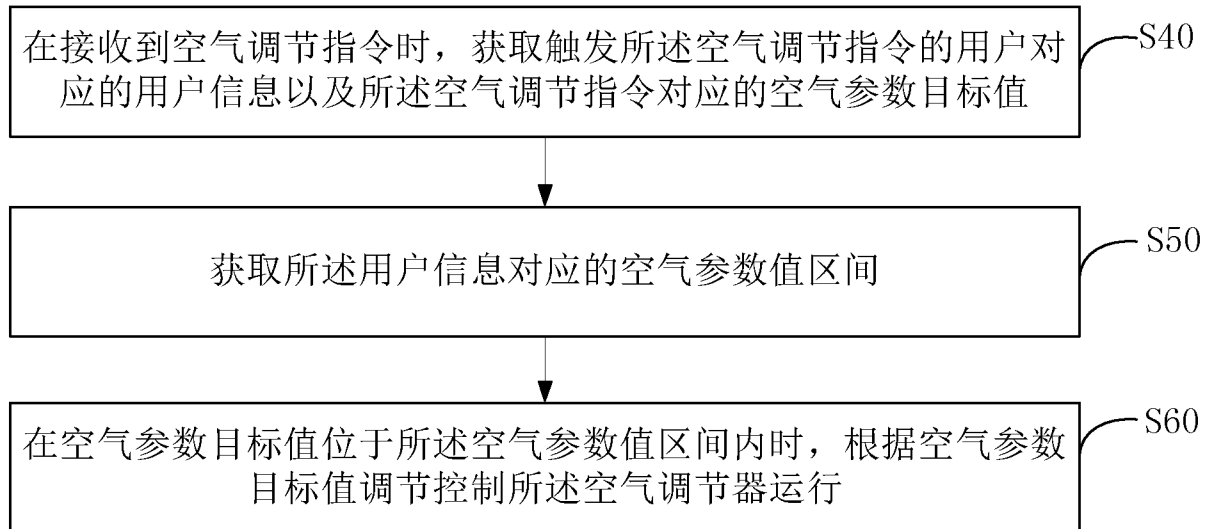 在接收到空气调节指令时，获取触发所述空气调节指令的用户对
应的用户信息以及所述空气调节指令对应的空气参数目标值
S40
获取所述用户信息对应的空气参数值区间
S50
在空气参数目标值位于所述空气参数值区间内时，根据空气参数
目标值调节控制所述空气调节器运行
S60